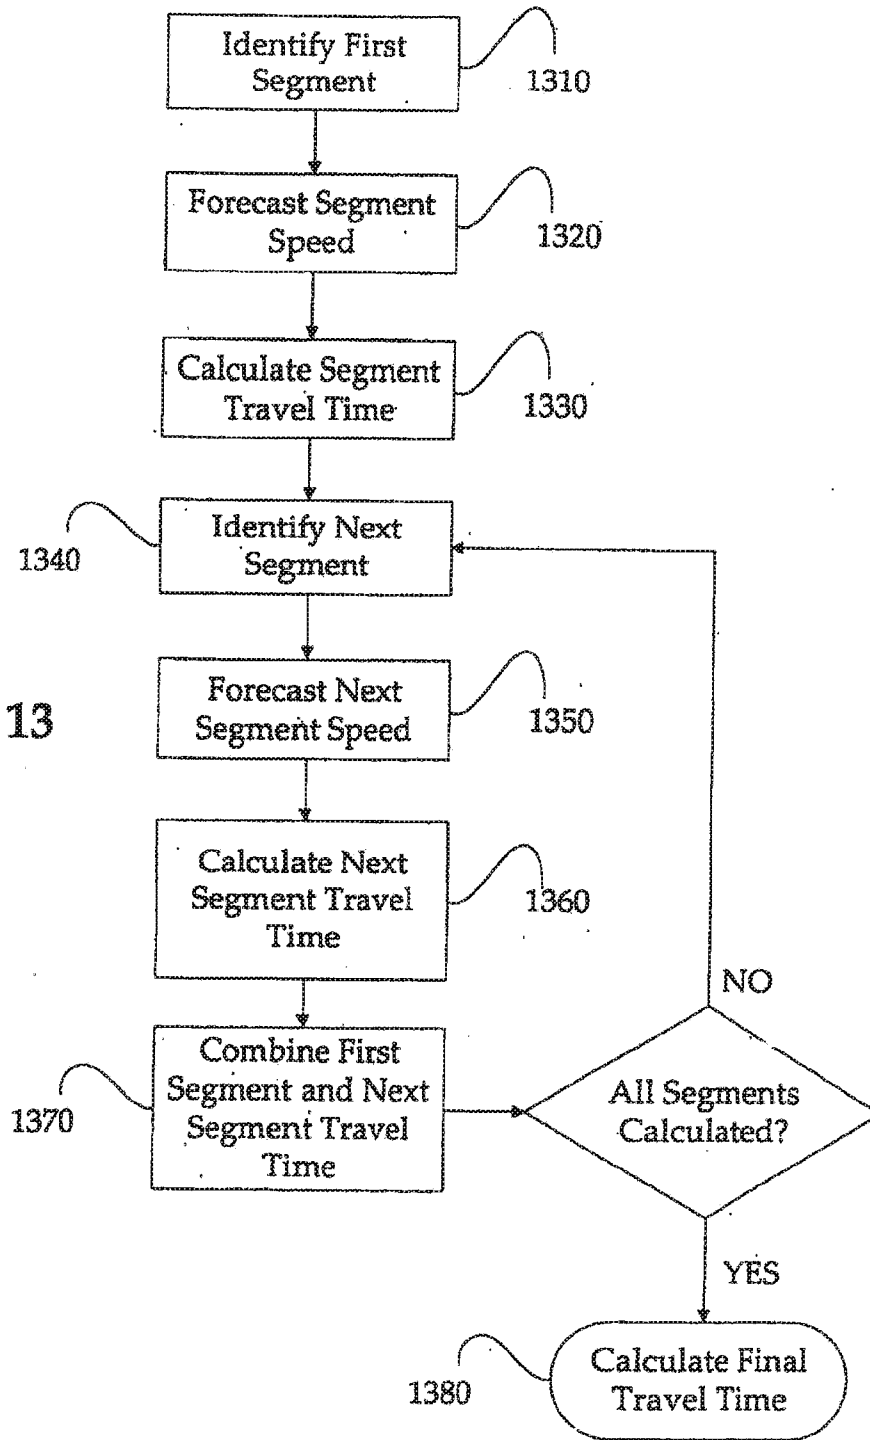 Identify First
Segment
1310
Forecast Segment
Speed
1320
Calculate Segment
Travel Time
1330
Identify Next
Segment
1340
13
Forecast Next
Segment Speed
1350
Calculate Next
Segment Travel
Time
1360
NO
Combine First
Segment and Next
Segment Travel
Time
1370
All Segments
Calculated?
YES
Calculate Final
Travel Time
1380